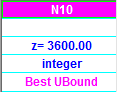 N10
z= 3600.00
integer
Best UBound